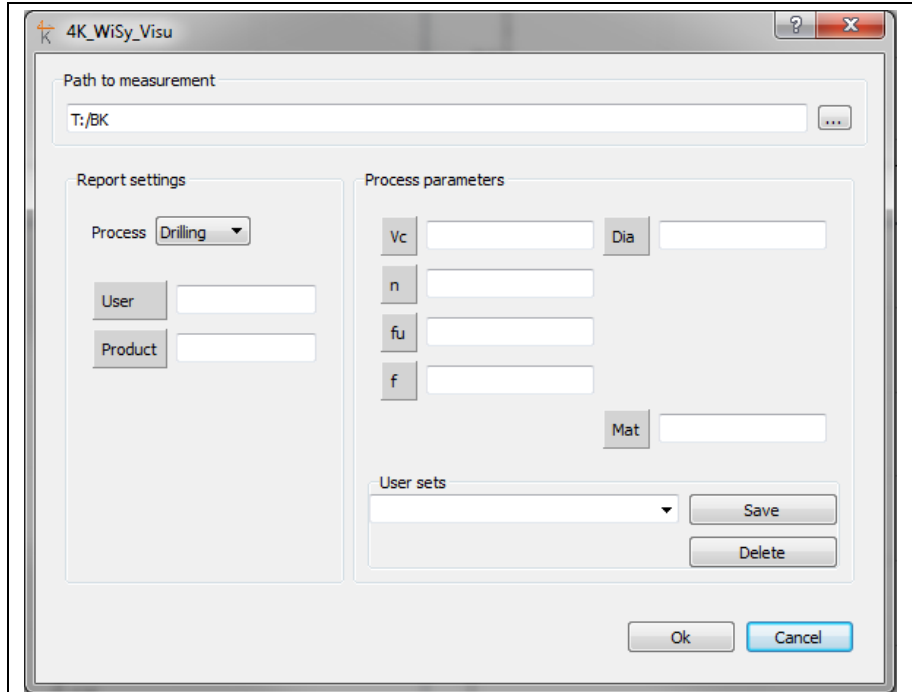 4K_WiSy_Visu
Path to measurement
T:/BK
...
Report settings
Process Drilling
User
Product
Process parameters
Vc
Dia
n
fu
f
Mat
User sets
Save
Delete
Ok
Cancel